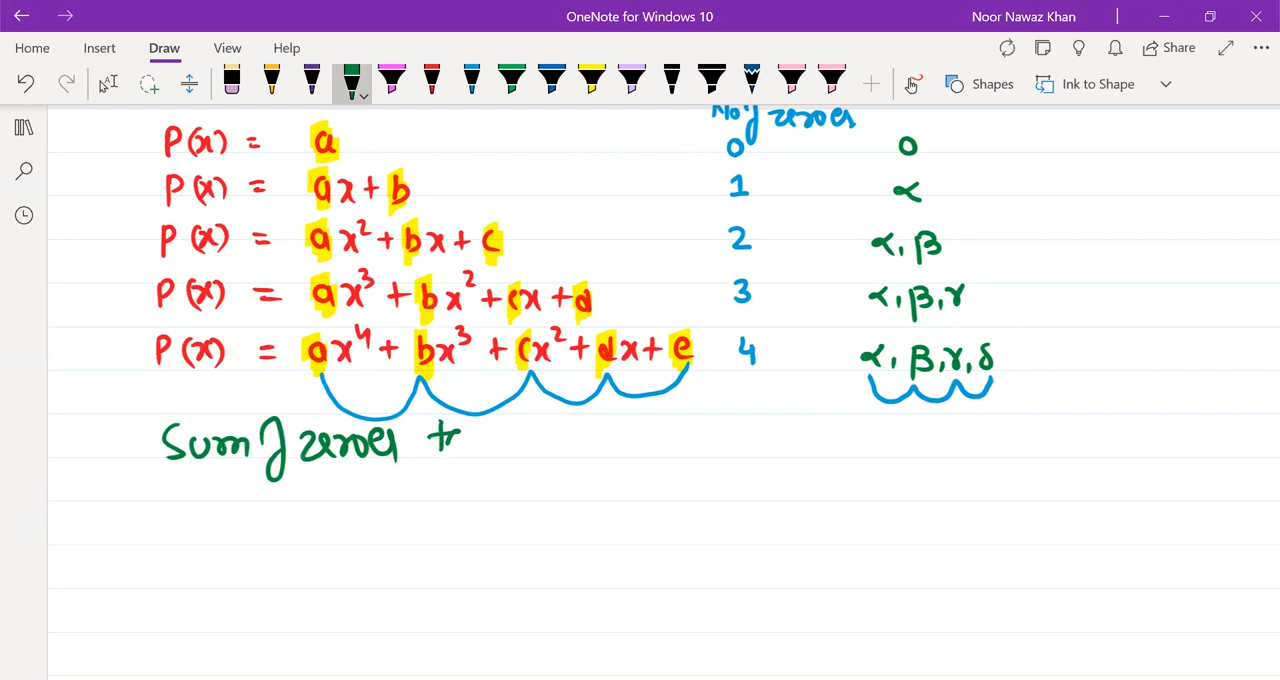 OneNote for Windows 10
Noor Nawaz Khan
Home Insert Draw View Help Share
Shapes Ink to Share
No of zeroes
P(x) = a 0 0
P(x) = ax + b 1 α
P(x) = ax² + bx + c 2 α, β
P(x) = ax³ + bx² + cx + d 3 α, β, γ
P(x) = ax⁴ + bx³ + cx² + dx + e 4 α, β, γ, δ
Sum of zeroes